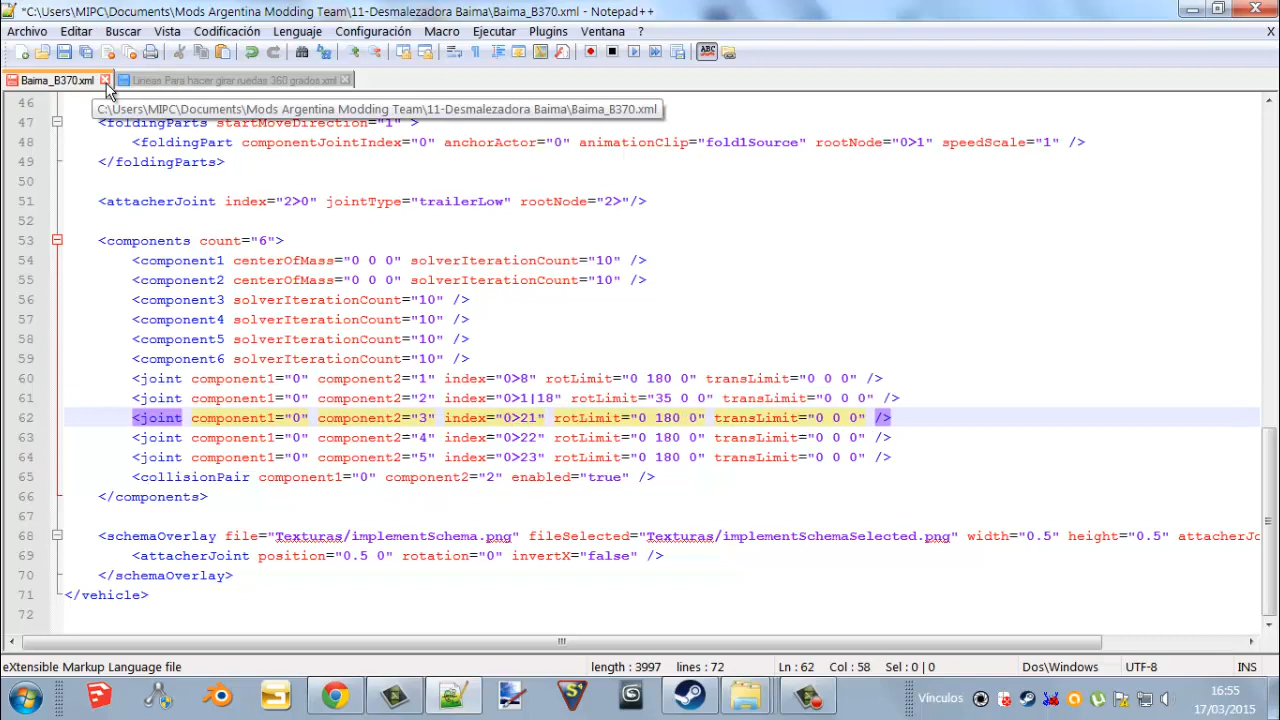 *C:\Users\MIPC\Documents\Mods Argentina Modding Team\11-Desmalezadora Baima\Baima_B370.xml - Notepad++
Archivo Editar Buscar Vista Codificación Lenguaje Configuración Macro Ejecutar Plugins Ventana ?
Baima_B370.xml Lineas Para hacer girar ruedas 360 grados.xml
C:\Users\MIPC\Documents\Mods Argentina Modding Team\11-Desmalezadora Baima\Baima_B370.xml
46
47 <foldingParts startMoveDirection="1" >
48 <foldingPart componentJointIndex="0" anchorActor="0" animationClip="fold1Source" rootNode="0>1" speedScale="1" />
49 </foldingParts>
50
51 <attacherJoint index="2>0" jointType="trailerLow" rootNode="2>"/>
52
53 <components count="6">
54 <component1 centerOfMass="0 0 0" solverIterationCount="10" />
55 <component2 centerOfMass="0 0 0" solverIterationCount="10" />
56 <component3 solverIterationCount="10" />
57 <component4 solverIterationCount="10" />
58 <component5 solverIterationCount="10" />
59 <component6 solverIterationCount="10" />
60 <joint component1="0" component2="1" index="0>8" rotLimit="0 180 0" transLimit="0 0 0" />
61 <joint component1="0" component2="2" index="0>1|18" rotLimit="35 0 0" transLimit="0 0 0" />
62 <joint component1="0" component2="3" index="0>21" rotLimit="0 180 0" transLimit="0 0 0" />
63 <joint component1="0" component2="4" index="0>22" rotLimit="0 180 0" transLimit="0 0 0" />
64 <joint component1="0" component2="5" index="0>23" rotLimit="0 180 0" transLimit="0 0 0" />
65 <collisionPair component1="0" component2="2" enabled="true" />
66 </components>
67
68 <schemaOverlay file="Texturas/implementSchema.png" fileSelected="Texturas/implementSchemaSelected.png" width="0.5" height="0.5" attacherJo
69 <attacherJoint position="0.5 0" rotation="0" invertX="false" />
70 </schemaOverlay>
71 </vehicle>
72
eXtensible Markup Language file length : 3997 lines : 72 Ln : 62 Col : 58 Sel : 0 | 0 Dos\Windows UTF-8 INS
Vínculos 16:55
17/03/2015